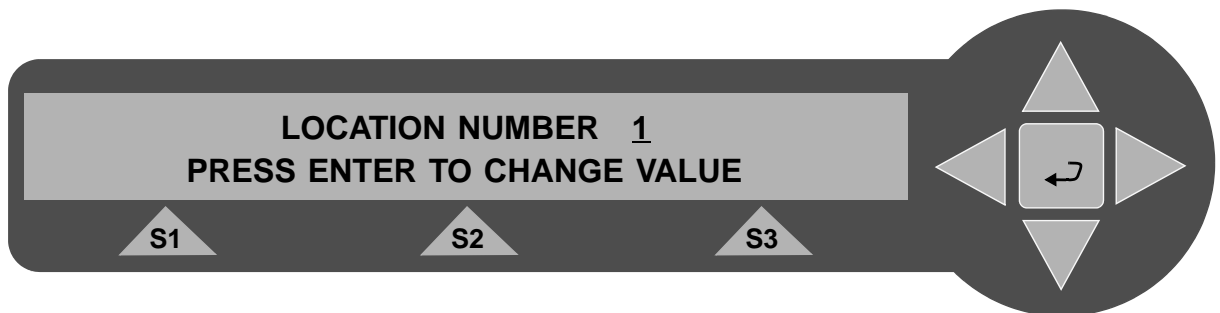 LOCATION NUMBER 1
PRESS ENTER TO CHANGE VALUE
S1 S2 S3